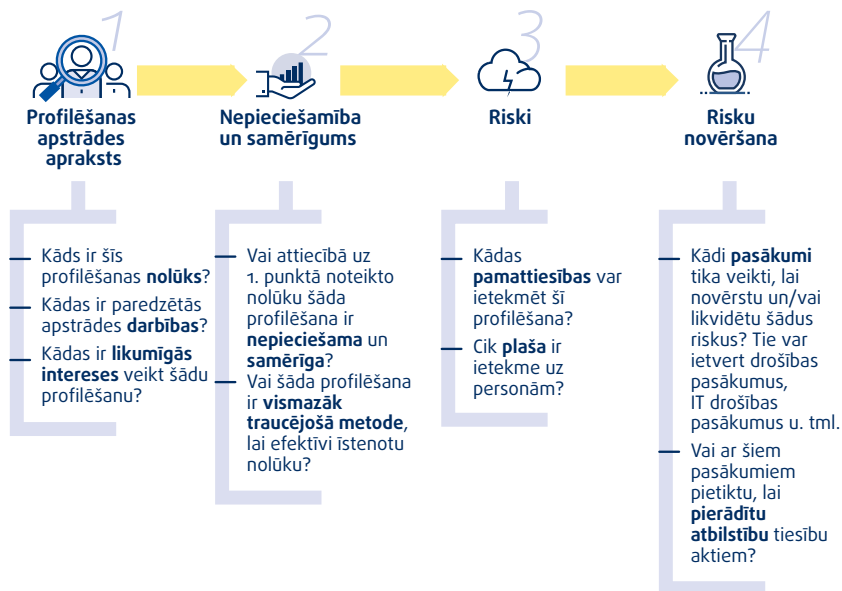 1
Profilēšanas
apstrādes
apraksts
— Kāds ir šīs
profilēšanas nolūks?
— Kādas ir paredzētās
apstrādes darbības?
— Kādas ir likumīgās
intereses veikt šādu
profilēšanu?
2
Nepieciešamība
un samērīgums
— Vai attiecībā uz
1. punktā noteikto
nolūku šāda
profilēšana ir
nepieciešama un
samērīga?
— Vai šāda profilēšana
ir vismazāk
traucējošā metode,
lai efektīvi īstenotu
nolūku?
3
Riski
— Kādas
pamattiesības var
ietekmēt šī
profilēšana?
— Cik plaša ir
ietekme uz
personām?
4
Risku
novēršana
— Kādi pasākumi
tika veikti, lai
novērstu un/vai
likvidētu šādus
riskus? Tie var
ietvert drošības
pasākumus,
IT drošības
pasākumus u. tml.
— Vai ar šiem
pasākumiem
pietiktu, lai
pierādītu
atbilstību tiesību
aktiem?